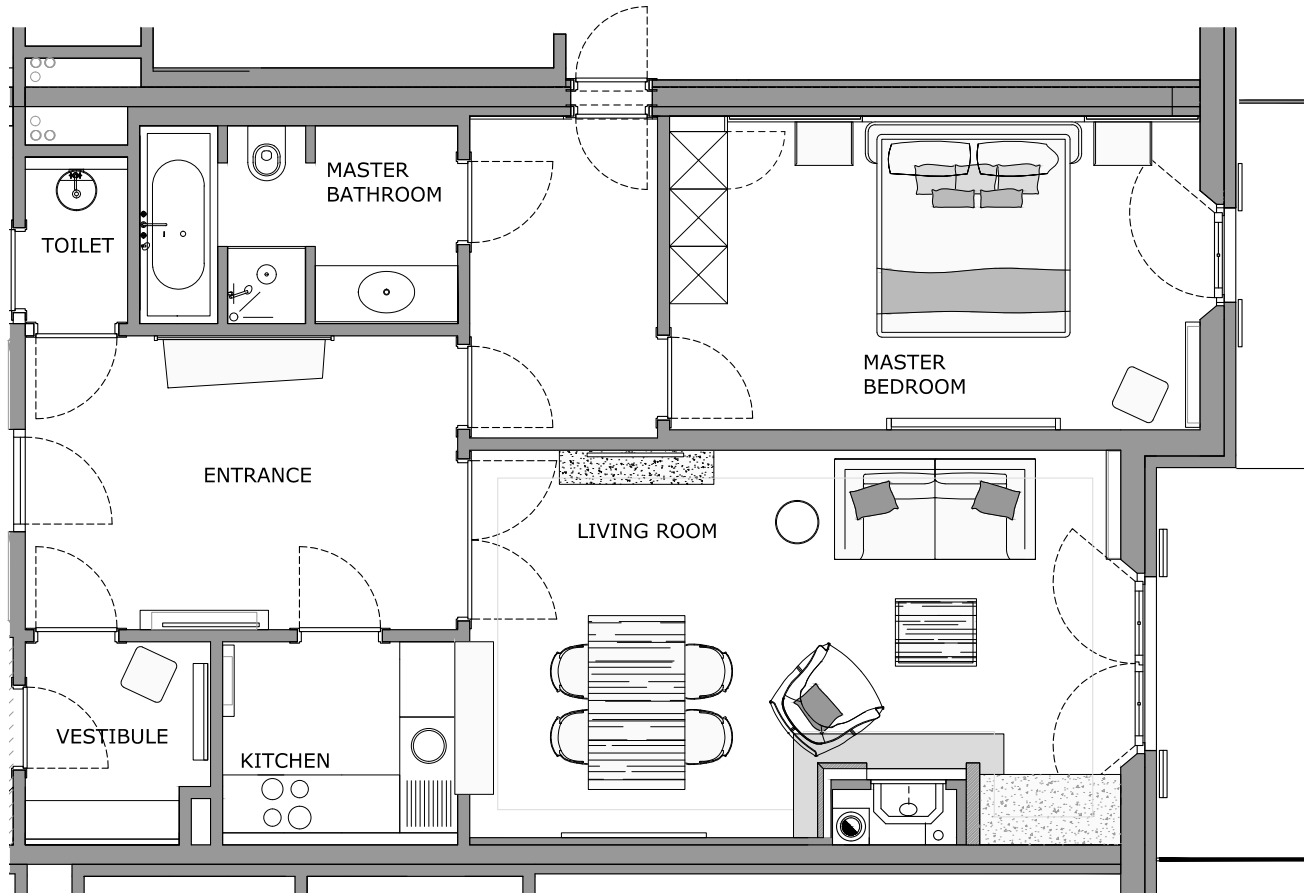 MASTER
BATHROOM
TOILET
MASTER
BEDROOM
ENTRANCE
LIVING ROOM
VESTIBULE
KITCHEN